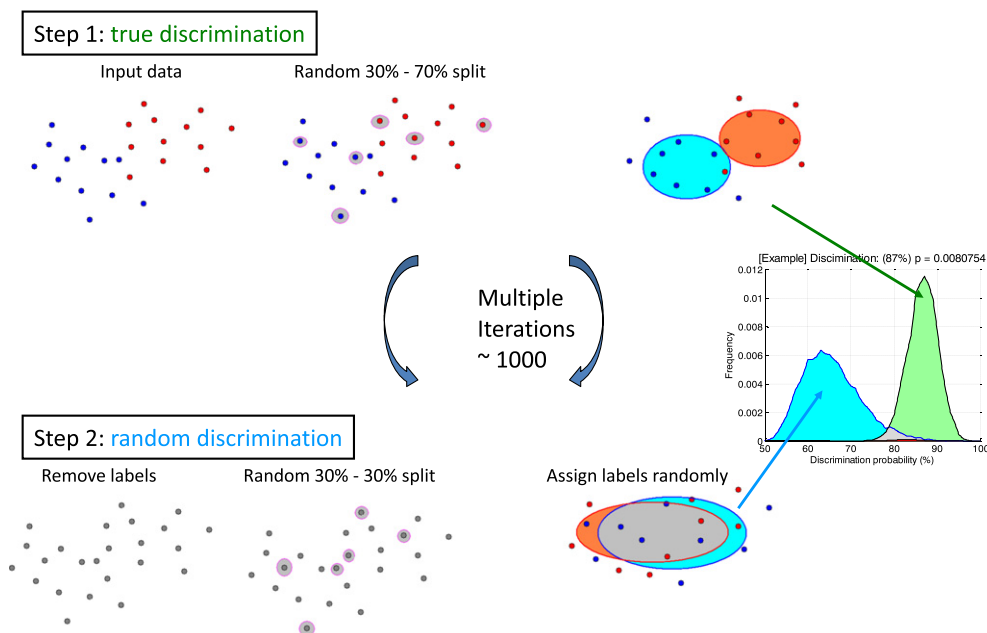 Step 1: true discrimination
Input data
Random 30% - 70% split
Multiple
Iterations
~ 1000
[Example] Discimination: (87%) p = 0.0080754
0.012
0.01
0.008
0.006
0.004
0.002
0
Frequency
50 60 70 80 90 100
Discrimination probability (%)
Step 2: random discrimination
Remove labels
Random 30% - 30% split
Assign labels randomly